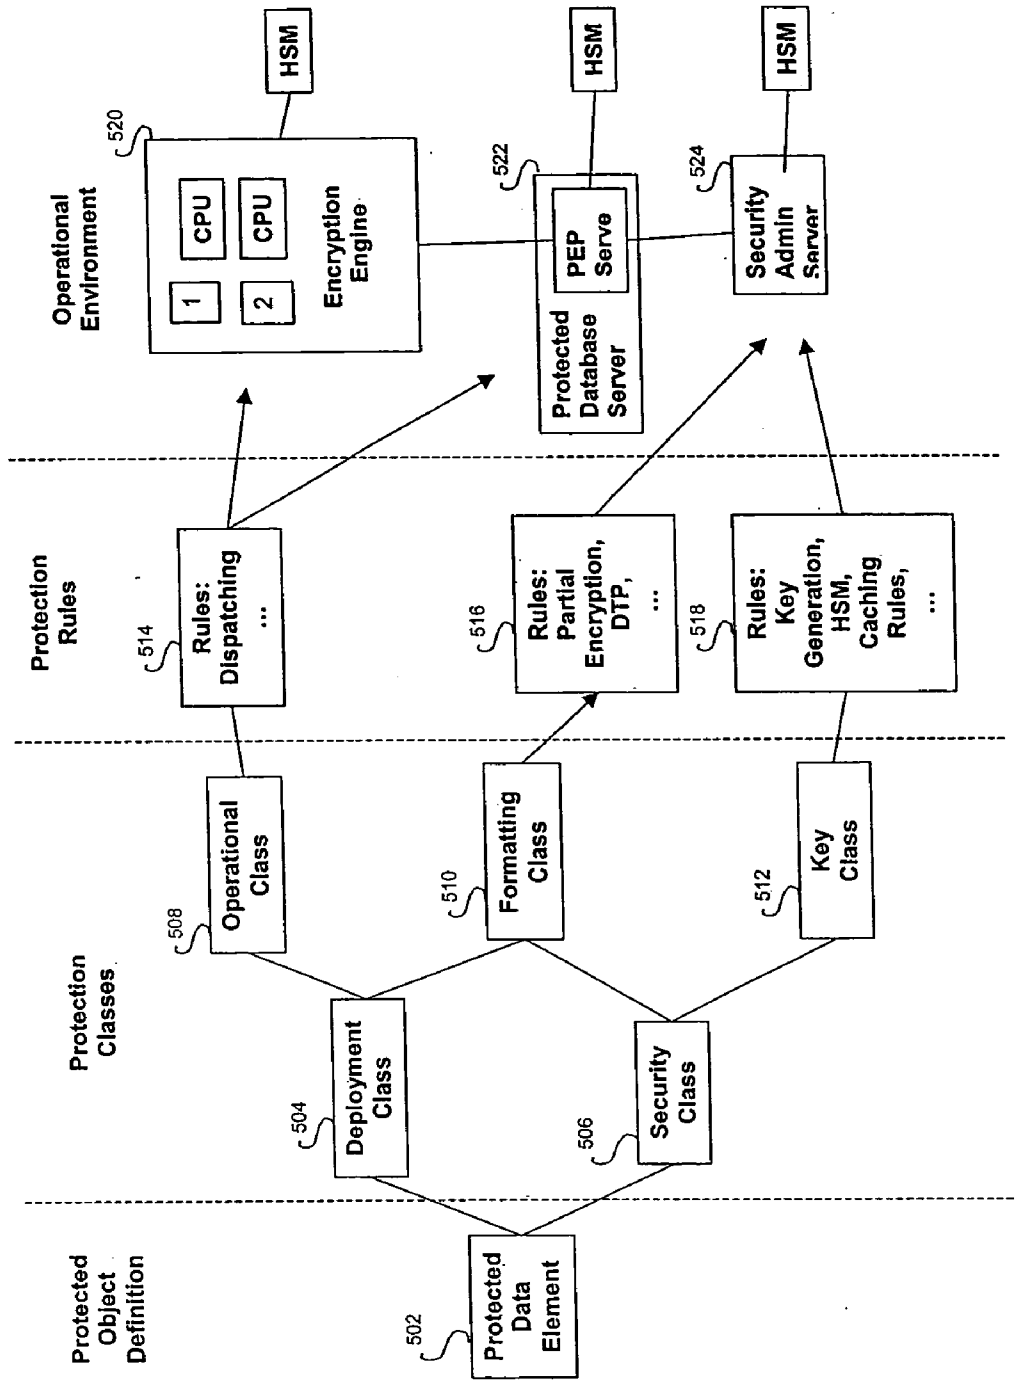 Protected
Object
Definition
Protection
Classes
Protection
Rules
Operational
Environment
502
Protected
Data
Element
504
Deployment
Class
506
Security
Class
508
Operational
Class
510
Formatting
Class
512
Key
Class
514
Rules:
Dispatching
...
516
Rules:
Partial
Encryption,
DTP,
...
518
Rules:
Key
Generation,
HSM,
Caching
Rules,
...
520
1
CPU
2
CPU
Encryption
Engine
HSM
522
Protected
Database
Server
PEP
Serve
HSM
524
Security
Admin
Server
HSM